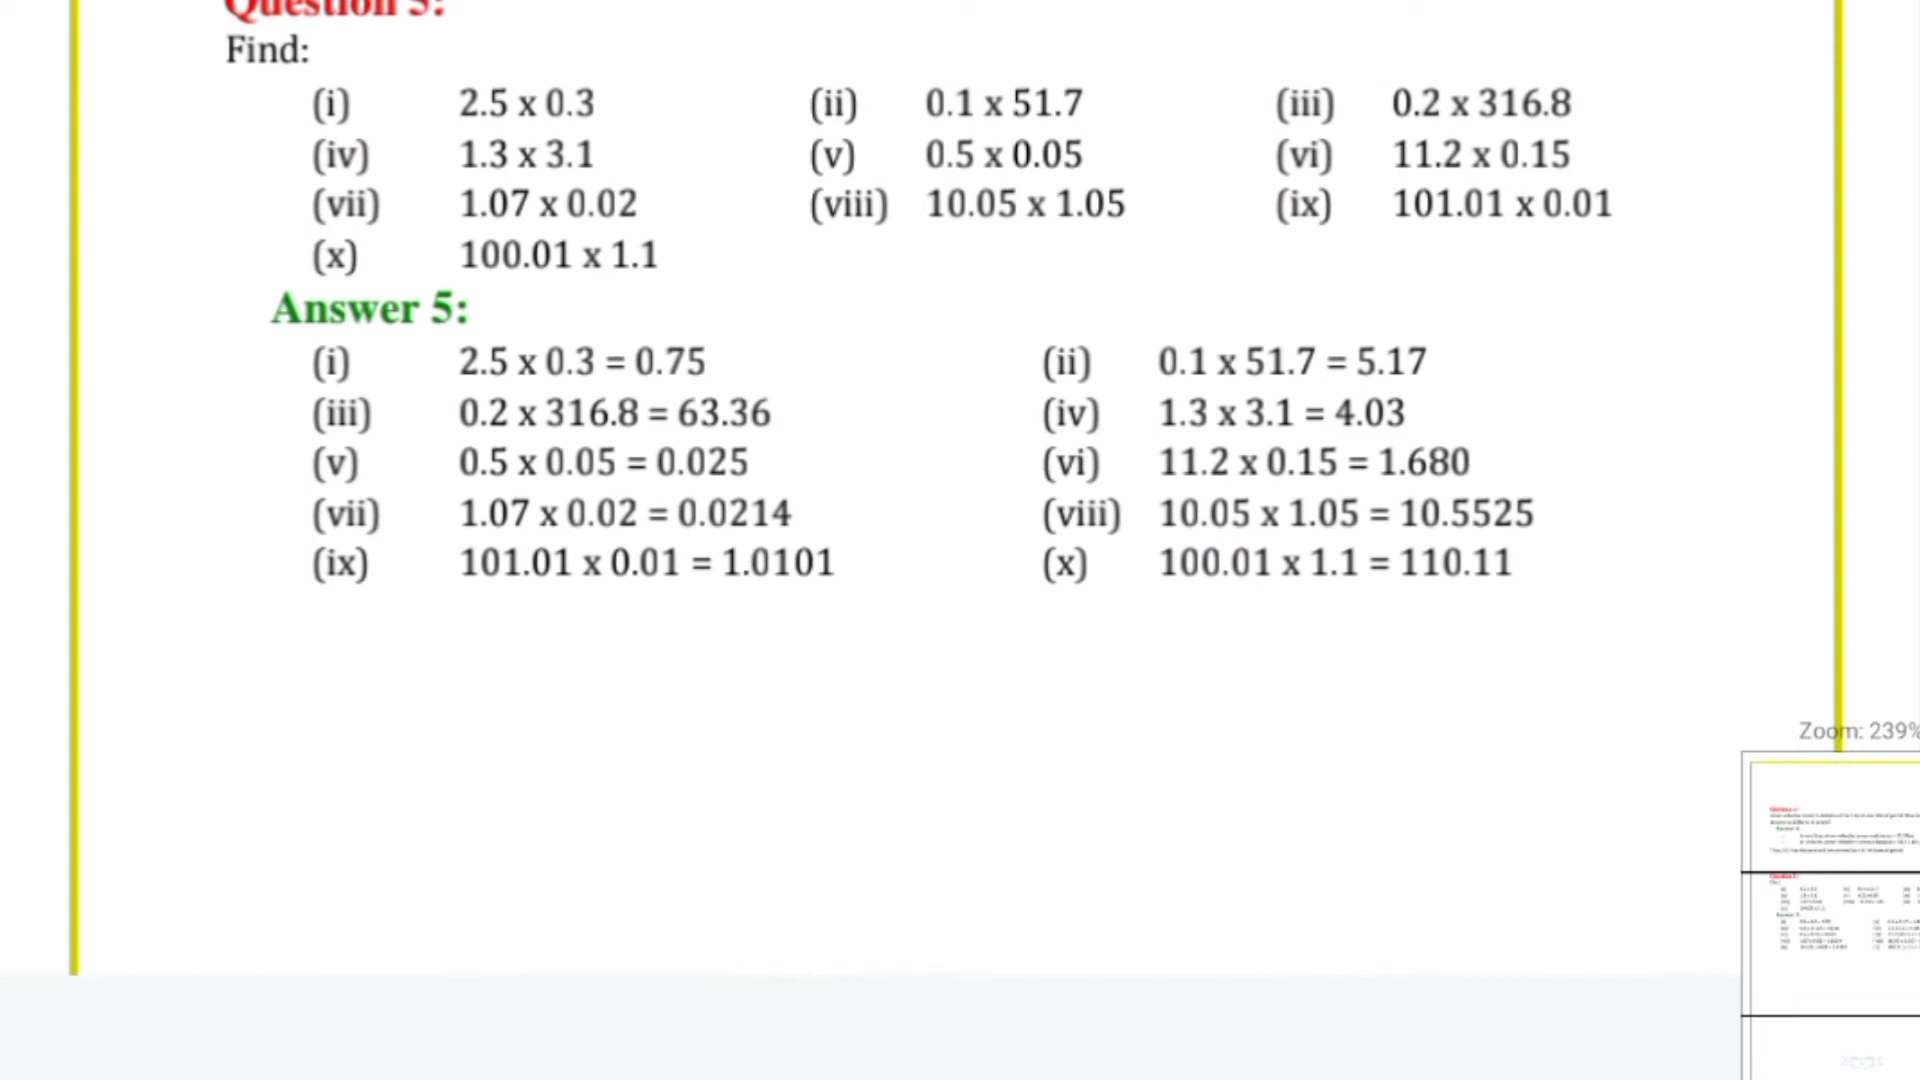 Question 5:
Find:
(i) 2.5 x 0.3 (ii) 0.1 x 51.7 (iii) 0.2 x 316.8
(iv) 1.3 x 3.1 (v) 0.5 x 0.05 (vi) 11.2 x 0.15
(vii) 1.07 x 0.02 (viii) 10.05 x 1.05 (ix) 101.01 x 0.01
(x) 100.01 x 1.1
Answer 5:
(i) 2.5 x 0.3 = 0.75 (ii) 0.1 x 51.7 = 5.17
(iii) 0.2 x 316.8 = 63.36 (iv) 1.3 x 3.1 = 4.03
(v) 0.5 x 0.05 = 0.025 (vi) 11.2 x 0.15 = 1.680
(vii) 1.07 x 0.02 = 0.0214 (viii) 10.05 x 1.05 = 10.5525
(ix) 101.01 x 0.01 = 1.0101 (x) 100.01 x 1.1 = 110.11
Zoom: 239%